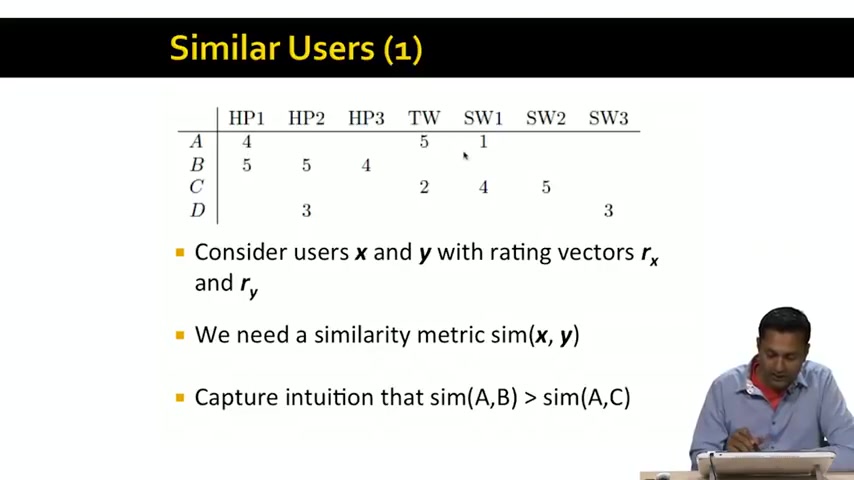 Similar Users (1)
HP1 HP2 HP3 TW SW1 SW2 SW3
A 4 5 1
B 5 5 4
C 2 4 5
D 3 3
Consider users x and y with rating vectors rx
and ry
We need a similarity metric sim(x, y)
Capture intuition that sim(A,B) > sim(A,C)